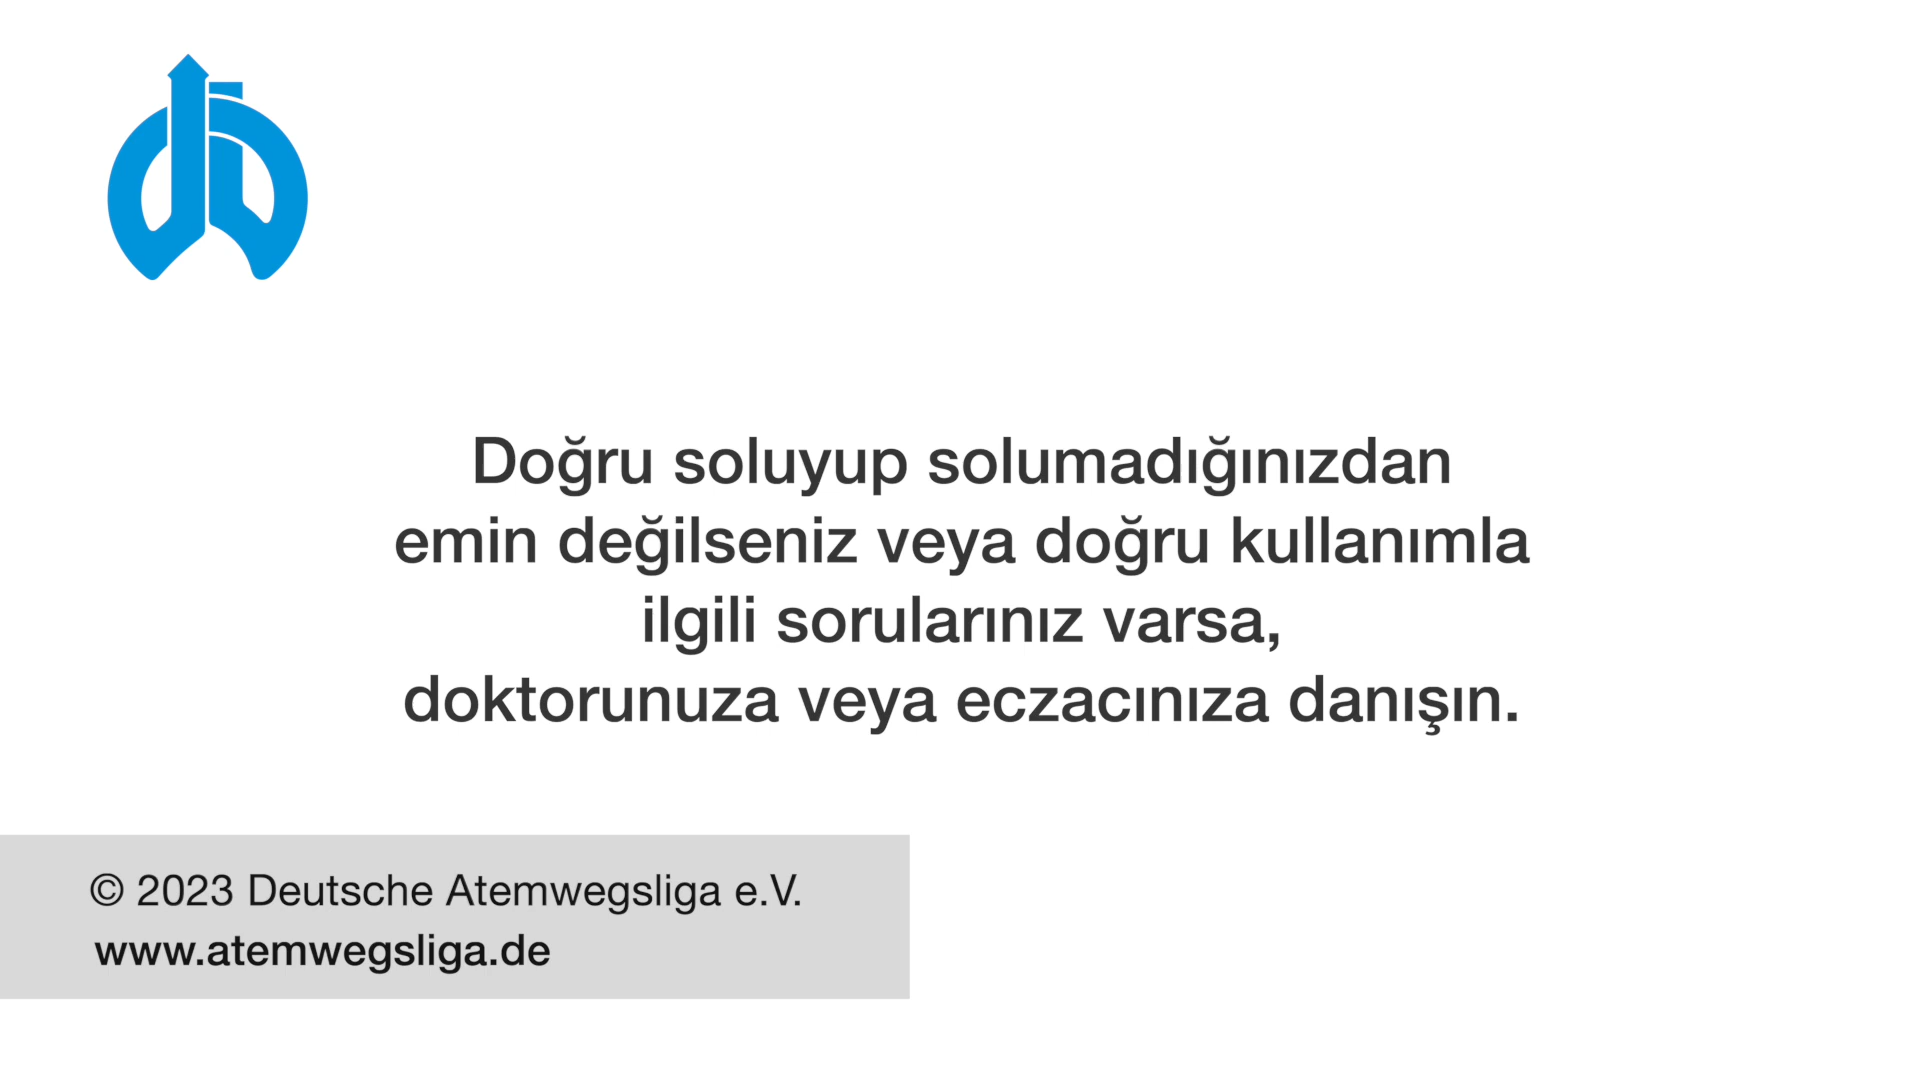 Doğru soluyup solumadığınızdan
emin değilseniz veya doğru kullanımla
ilgili sorularınız varsa,
doktorunuza veya eczacınıza danışın.
© 2023 Deutsche Atemwegsliga e.V.
www.atemwegsliga.de